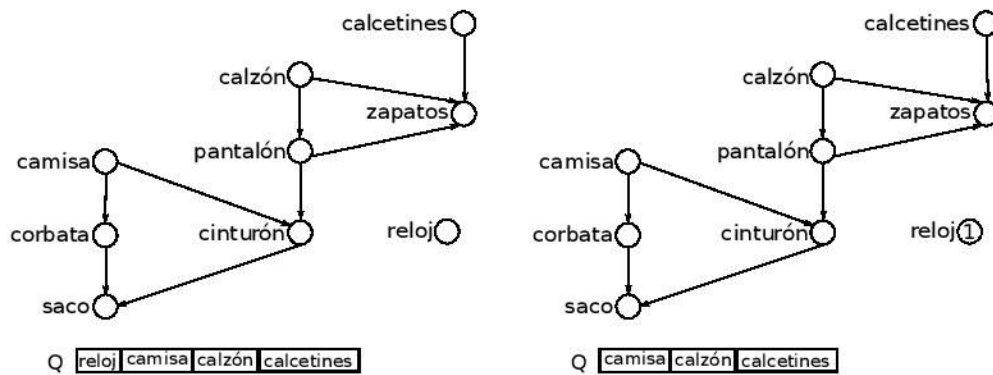 calcetines
calzón
zapatos
camisa
pantalón
corbata
cinturón
reloj
saco
Q reloj camisa calzón calcetines
calcetines
calzón
zapatos
camisa
pantalón
corbata
cinturón
reloj 1
saco
Q camisa calzón calcetines